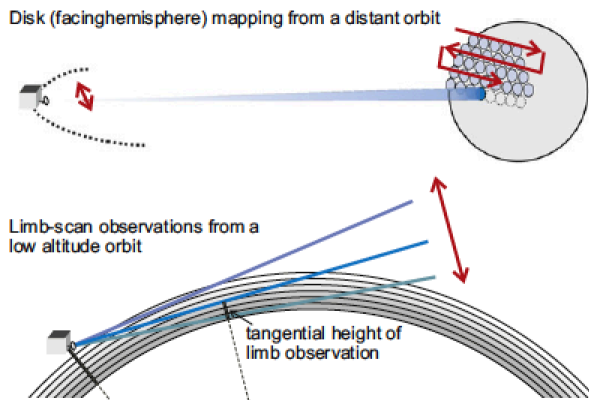 Disk (facinghemisphere) mapping from a distant orbit
Limb-scan observations from a
low altitude orbit
tangential height of
limb observation